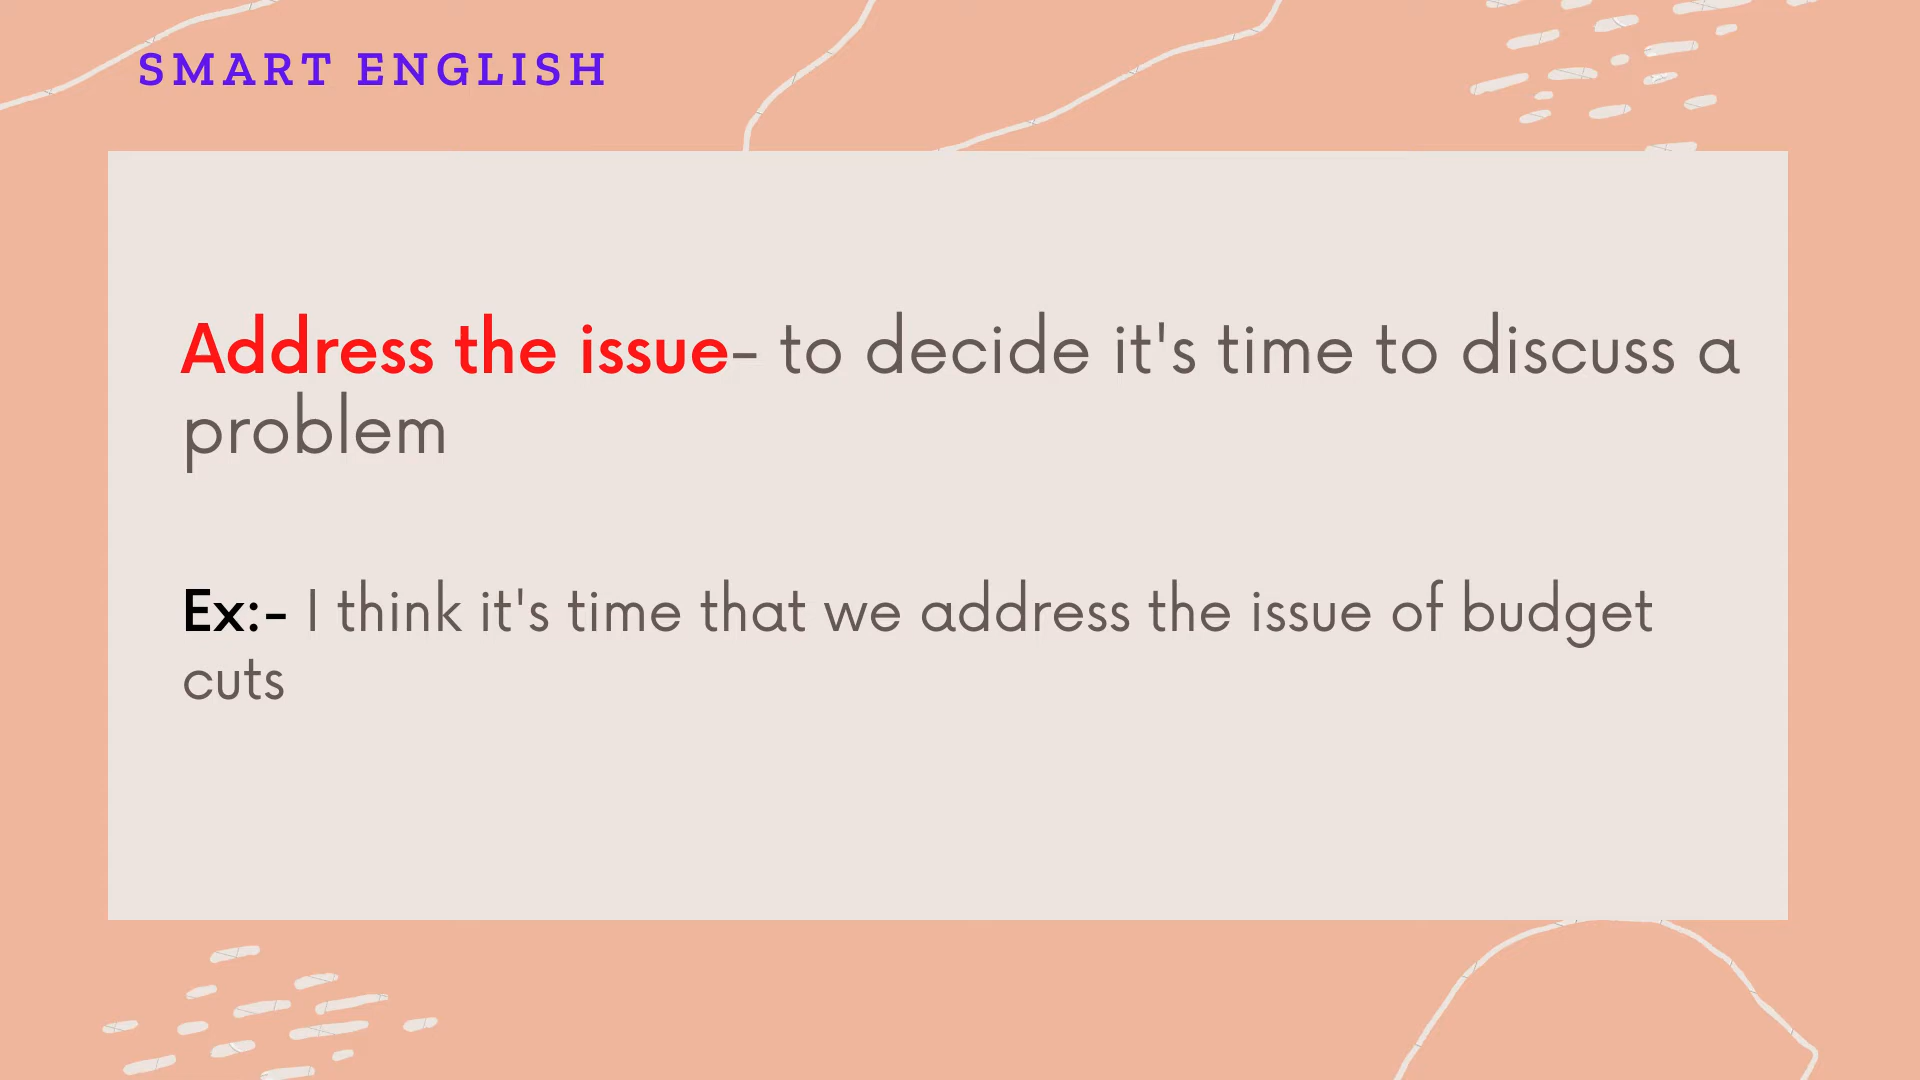 SMART ENGLISH
Address the issue- to decide it's time to discuss a
problem
Ex:- I think it's time that we address the issue of budget
cuts